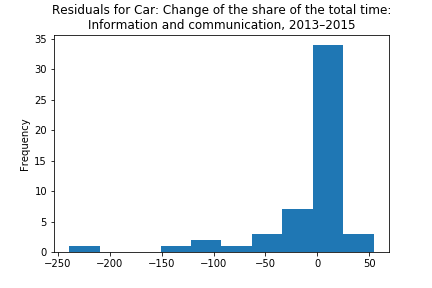 Residuals for Car: Change of the share of the total time:
Information and communication, 2013–2015
35
30
25
20
15
10
5
0
Frequency
−250 −200 −150 −100 −50 0 50